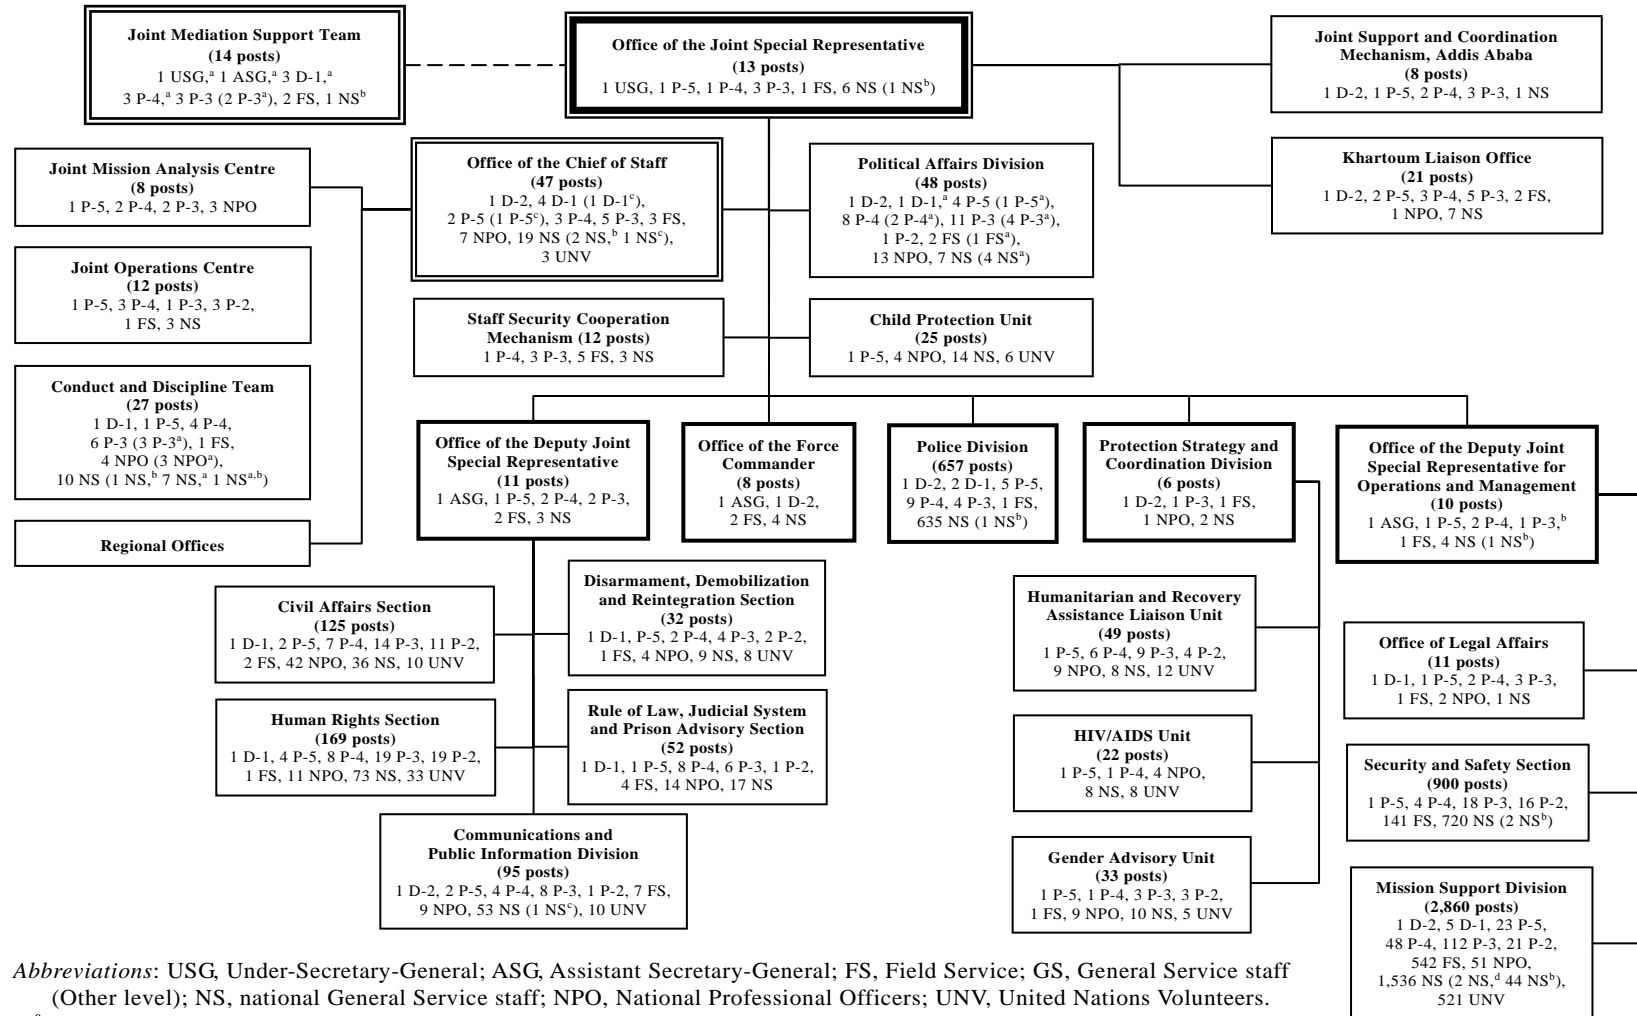 Joint Mediation Support Team
(14 posts)
1 USG,ᵃ 1 ASG,ᵃ 3 D-1,ᵃ
3 P-4,ᵃ 3 P-3 (2 P-3ᵃ), 2 FS, 1 NSᵇ
Office of the Joint Special Representative
(13 posts)
1 USG, 1 P-5, 1 P-4, 3 P-3, 1 FS, 6 NS (1 NSᵇ)
Joint Support and Coordination
Mechanism, Addis Ababa
(8 posts)
1 D-2, 1 P-5, 2 P-4, 3 P-3, 1 NS
Joint Mission Analysis Centre
(8 posts)
1 P-5, 2 P-4, 2 P-3, 3 NPO
Office of the Chief of Staff
(47 posts)
1 D-2, 4 D-1 (1 D-1ᶜ),
2 P-5 (1 P-5ᶜ), 3 P-4, 5 P-3, 3 FS,
7 NPO, 19 NS (2 NS,ᵇ 1 NSᶜ),
3 UNV
Political Affairs Division
(48 posts)
1 D-2, 1 D-1,ᵃ 4 P-5 (1 P-5ᵃ),
8 P-4 (2 P-4ᵃ), 11 P-3 (4 P-3ᵃ),
1 P-2, 2 FS (1 FSᵃ),
13 NPO, 7 NS (4 NSᵃ)
Khartoum Liaison Office
(21 posts)
1 D-2, 2 P-5, 3 P-4, 5 P-3, 2 FS,
1 NPO, 7 NS
Joint Operations Centre
(12 posts)
1 P-5, 3 P-4, 1 P-3, 3 P-2,
1 FS, 3 NS
Staff Security Cooperation
Mechanism (12 posts)
1 P-4, 3 P-3, 5 FS, 3 NS
Child Protection Unit
(25 posts)
1 P-5, 4 NPO, 14 NS, 6 UNV
Conduct and Discipline Team
(27 posts)
1 D-1, 1 P-5, 4 P-4,
6 P-3 (3 P-3ᵃ), 1 FS,
4 NPO (3 NPOᵃ),
10 NS (1 NS,ᵇ 7 NS,ᵃ 1 NSᵃ,ᵇ)
Regional Offices
Office of the Deputy Joint
Special Representative
(11 posts)
1 ASG, 1 P-5, 2 P-4, 2 P-3,
2 FS, 3 NS
Office of the Force
Commander
(8 posts)
1 ASG, 1 D-2,
2 FS, 4 NS
Police Division
(657 posts)
1 D-2, 2 D-1, 5 P-5,
9 P-4, 4 P-3, 1 FS,
635 NS (1 NSᵇ)
Protection Strategy and
Coordination Division
(6 posts)
1 D-2, 1 P-3, 1 FS,
1 NPO, 2 NS
Office of the Deputy Joint
Special Representative for
Operations and Management
(10 posts)
1 ASG, 1 P-5, 2 P-4, 1 P-3,ᵇ
1 FS, 4 NS (1 NSᵇ)
Civil Affairs Section
(125 posts)
1 D-1, 2 P-5, 7 P-4, 14 P-3, 11 P-2,
2 FS, 42 NPO, 36 NS, 10 UNV
Disarmament, Demobilization
and Reintegration Section
(32 posts)
1 D-1, P-5, 2 P-4, 4 P-3, 2 P-2,
1 FS, 4 NPO, 9 NS, 8 UNV
Humanitarian and Recovery
Assistance Liaison Unit
(49 posts)
1 P-5, 6 P-4, 9 P-3, 4 P-2,
9 NPO, 8 NS, 12 UNV
Office of Legal Affairs
(11 posts)
1 D-1, 1 P-5, 2 P-4, 3 P-3,
1 FS, 2 NPO, 1 NS
Human Rights Section
(169 posts)
1 D-1, 4 P-5, 8 P-4, 19 P-3, 19 P-2,
1 FS, 11 NPO, 73 NS, 33 UNV
Rule of Law, Judicial System
and Prison Advisory Section
(52 posts)
1 D-1, 1 P-5, 8 P-4, 6 P-3, 1 P-2,
4 FS, 14 NPO, 17 NS
HIV/AIDS Unit
(22 posts)
1 P-5, 1 P-4, 4 NPO,
8 NS, 8 UNV
Security and Safety Section
(900 posts)
1 P-5, 4 P-4, 18 P-3, 16 P-2,
141 FS, 720 NS (2 NSᵇ)
Communications and
Public Information Division
(95 posts)
1 D-2, 2 P-5, 4 P-4, 8 P-3, 1 P-2, 7 FS,
9 NPO, 53 NS (1 NSᶜ), 10 UNV
Gender Advisory Unit
(33 posts)
1 P-5, 1 P-4, 3 P-3, 3 P-2,
1 FS, 9 NPO, 10 NS, 5 UNV
Mission Support Division
(2,860 posts)
1 D-2, 5 D-1, 23 P-5,
48 P-4, 112 P-3, 21 P-2,
542 FS, 51 NPO,
1,536 NS (2 NS,ᵈ 44 NSᵇ),
521 UNV
Abbreviations: USG, Under-Secretary-General; ASG, Assistant Secretary-General; FS, Field Service; GS, General Service staff
(Other level); NS, national General Service staff; NPO, National Professional Officers; UNV, United Nations Volunteers.